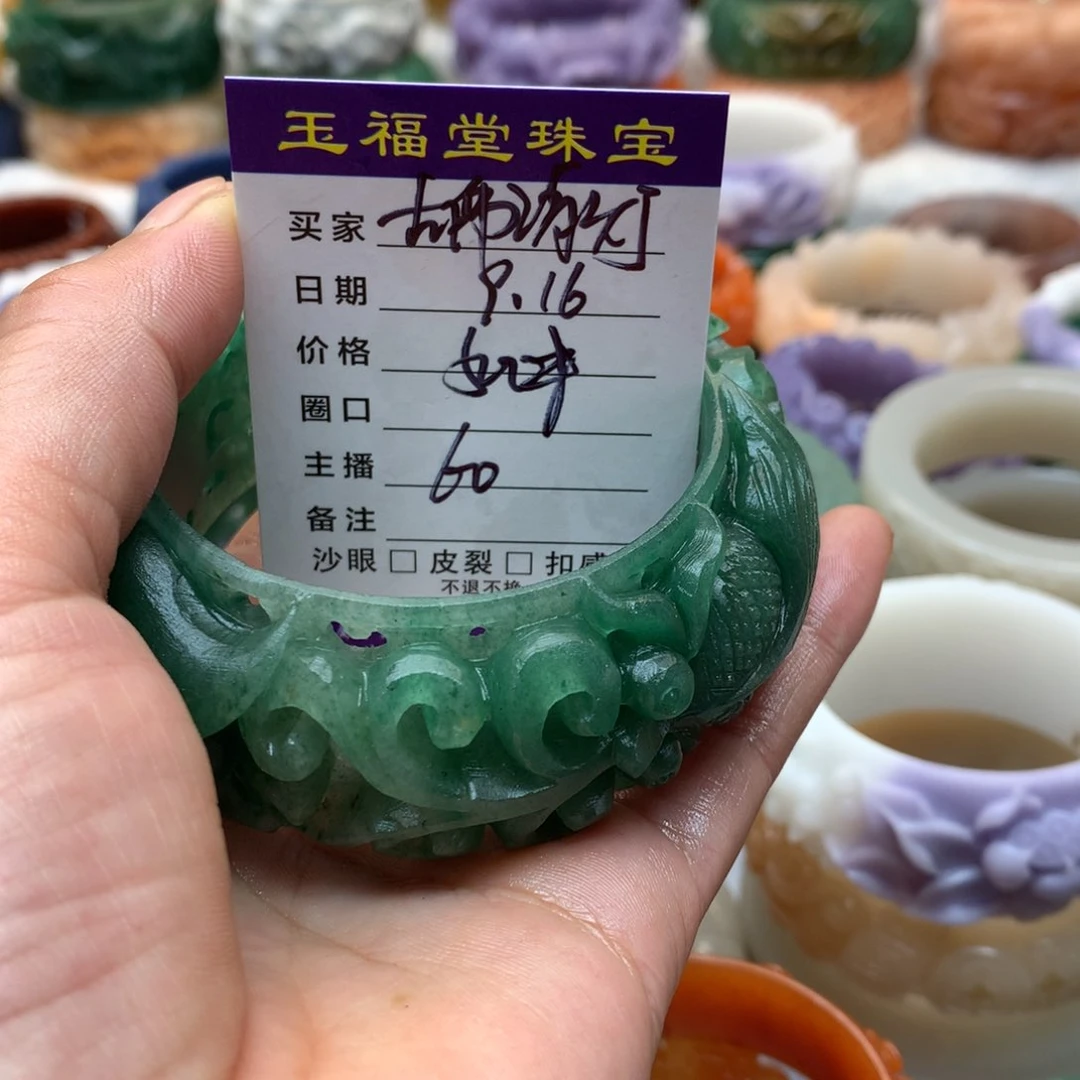 玉福堂珠宝
买家
日期 9.16
价格
圈口
主播 60
备注
沙眼 □ 皮裂 □ 扣
不退不换